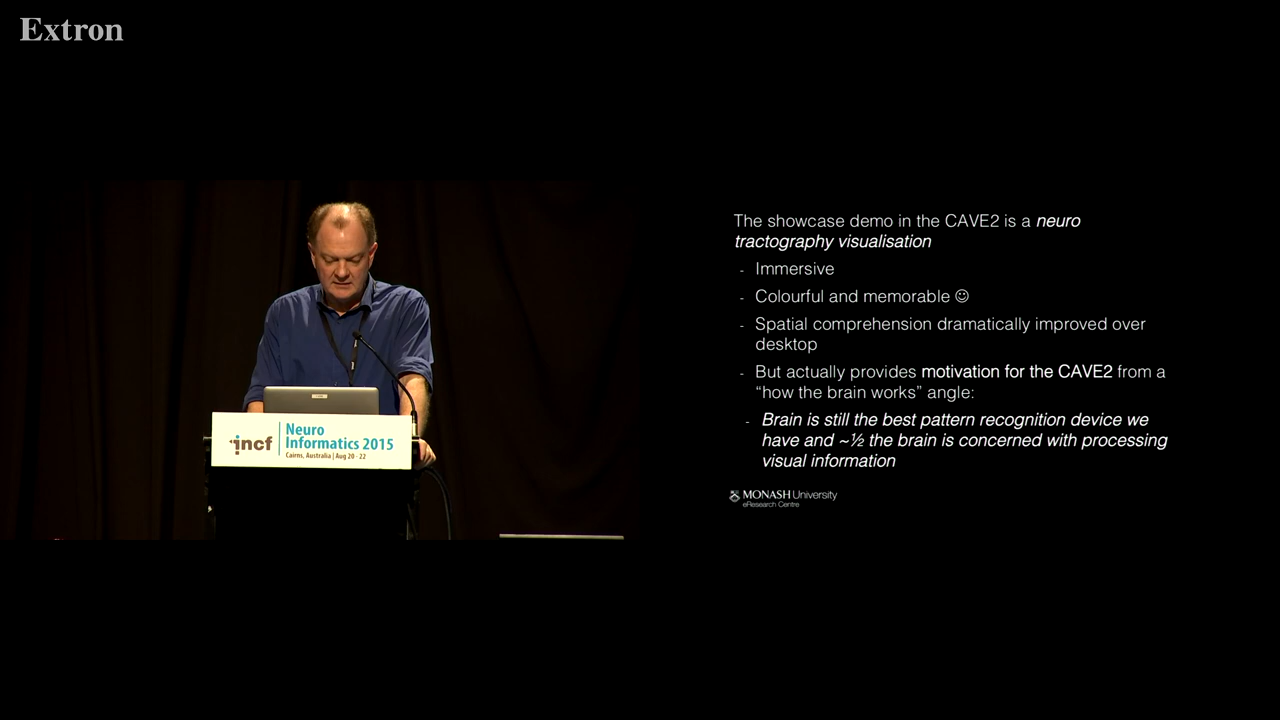 Extron
incf
Neuro
Informatics 2015
Cairns, Australia | Aug 20 - 22
The showcase demo in the CAVE2 is a neuro
tractography visualisation
- Immersive
- Colourful and memorable ☺
- Spatial comprehension dramatically improved over
desktop
- But actually provides motivation for the CAVE2 from a
“how the brain works” angle:
- Brain is still the best pattern recognition device we
have and ~½ the brain is concerned with processing
visual information
MONASH University
eResearch Centre